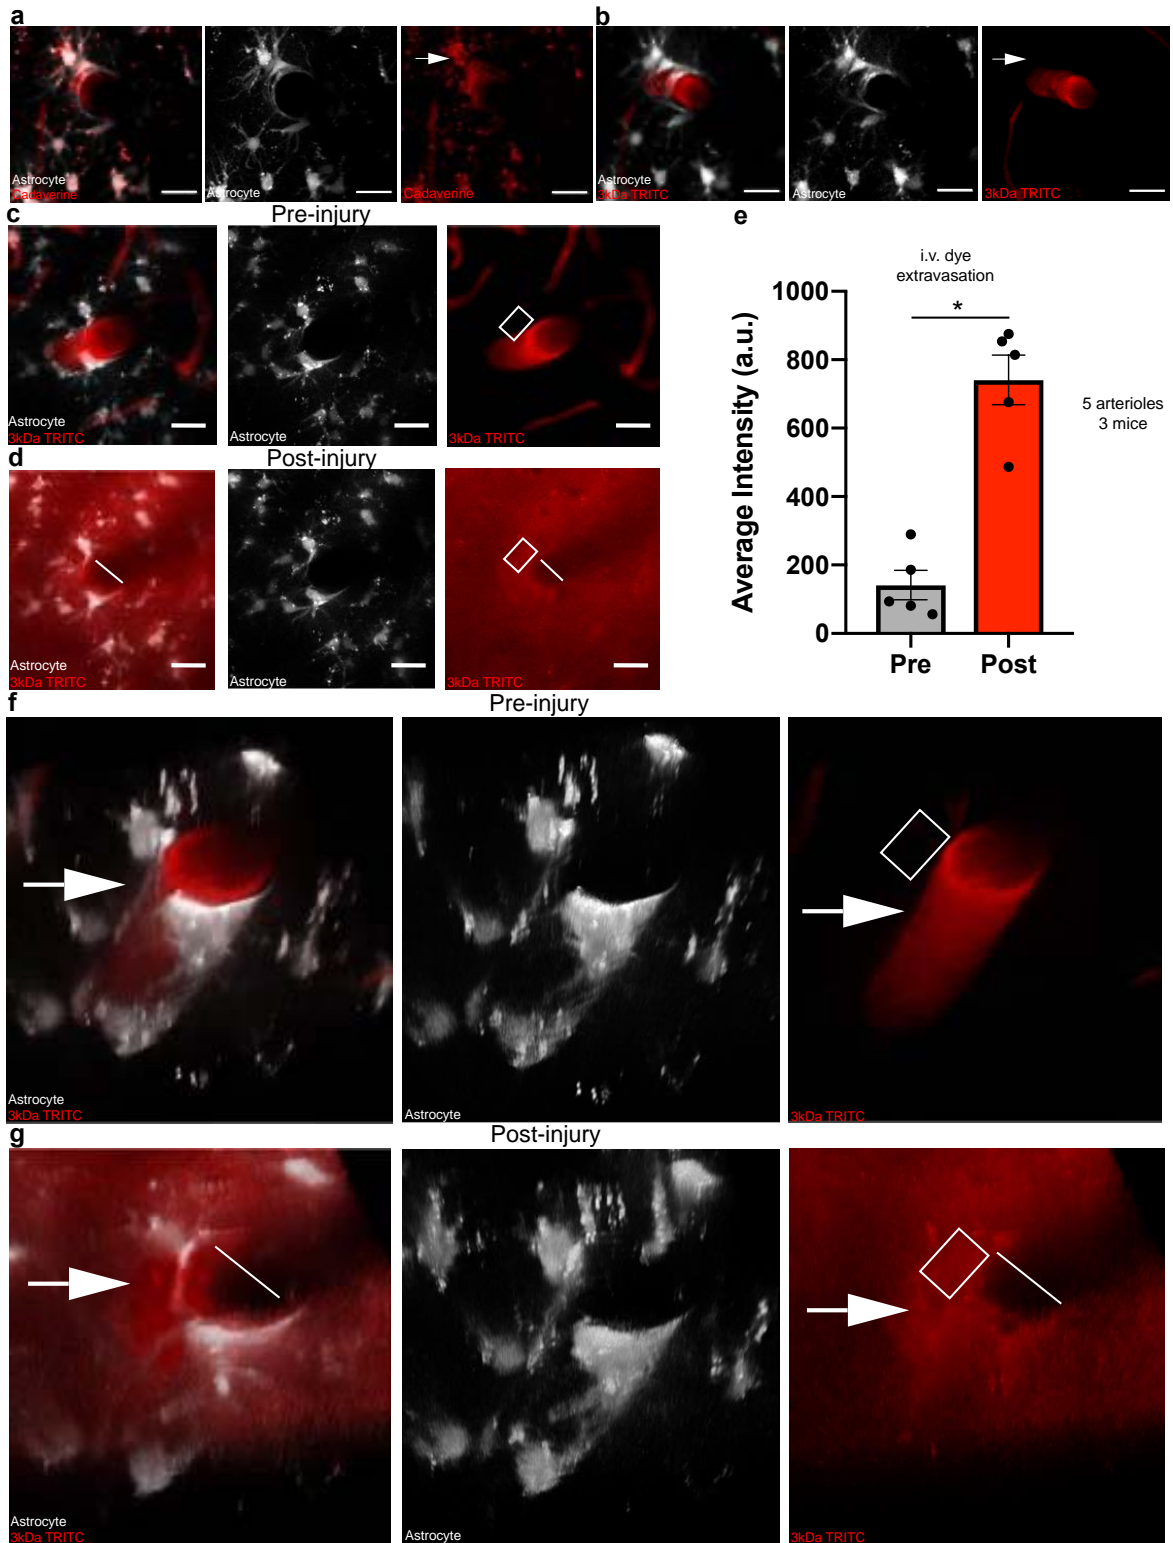 a
b
Astrocyte
Cadaverine
Astrocyte
Cadaverine
Astrocyte
3kDa TRITC
Astrocyte
3kDa TRITC
c
Pre-injury
Astrocyte
3kDa TRITC
Astrocyte
3kDa TRITC
d
Post-injury
Astrocyte
3kDa TRITC
Astrocyte
3kDa TRITC
e
i.v. dye
extravasation
*
Average Intensity (a.u.)
1000
800
600
400
200
0
Pre
Post
5 arterioles
3 mice
f
Pre-injury
Astrocyte
3kDa TRITC
Astrocyte
3kDa TRITC
g
Post-injury
Astrocyte
3kDa TRITC
Astrocyte
3kDa TRITC